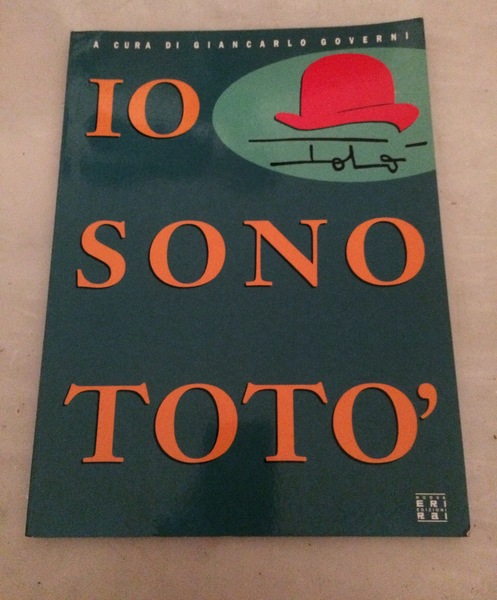 A CURA DI GIANCARLO GOVERNI
IO
Totò
SONO
TOTO'
NUOVA
ERI
EDIZIONI
RAI